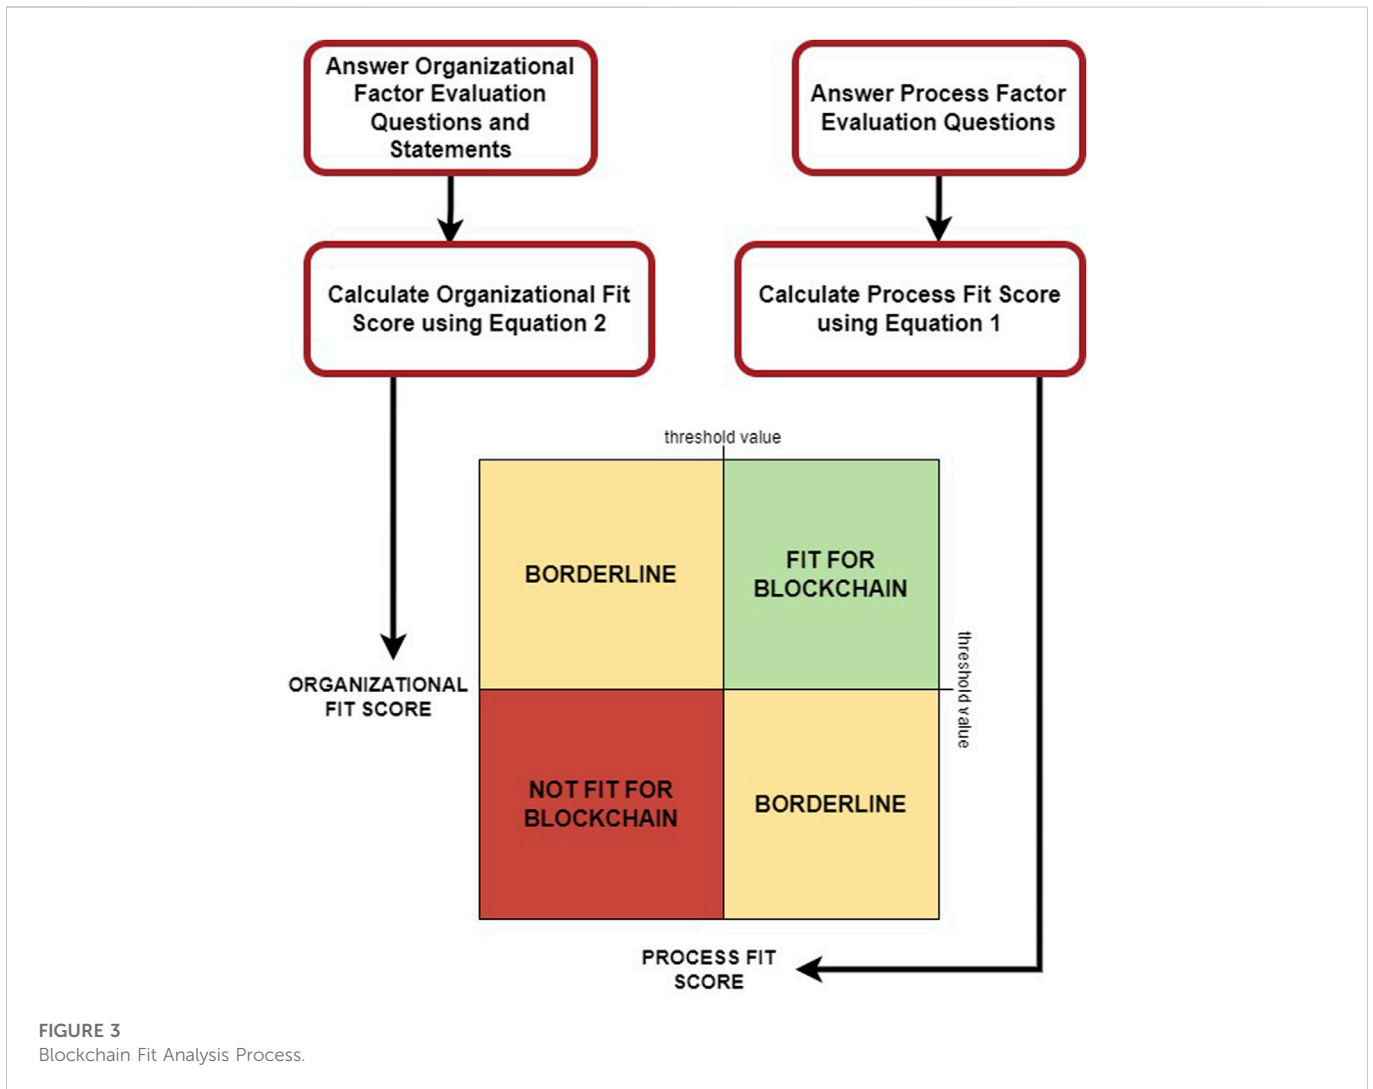 Answer Organizational
Factor Evaluation
Questions and
Statements
Answer Process Factor
Evaluation Questions
Calculate Organizational Fit
Score using Equation 2
Calculate Process Fit Score
using Equation 1
threshold value
BORDERLINE
FIT FOR
BLOCKCHAIN
threshold value
ORGANIZATIONAL
FIT SCORE
NOT FIT FOR
BLOCKCHAIN
BORDERLINE
PROCESS FIT
SCORE
FIGURE 3
Blockchain Fit Analysis Process.